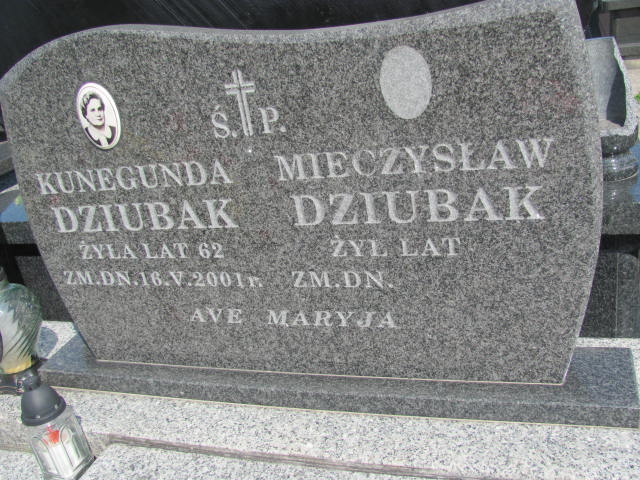 Ś. P.
KUNEGUNDA
DZIUBAK
ŻYŁA LAT 62
ZM.DN.16.V.2001r.
MIECZYSŁAW
DZIUBAK
ŻYŁ LAT
ZM.DN.
AVE MARYJA